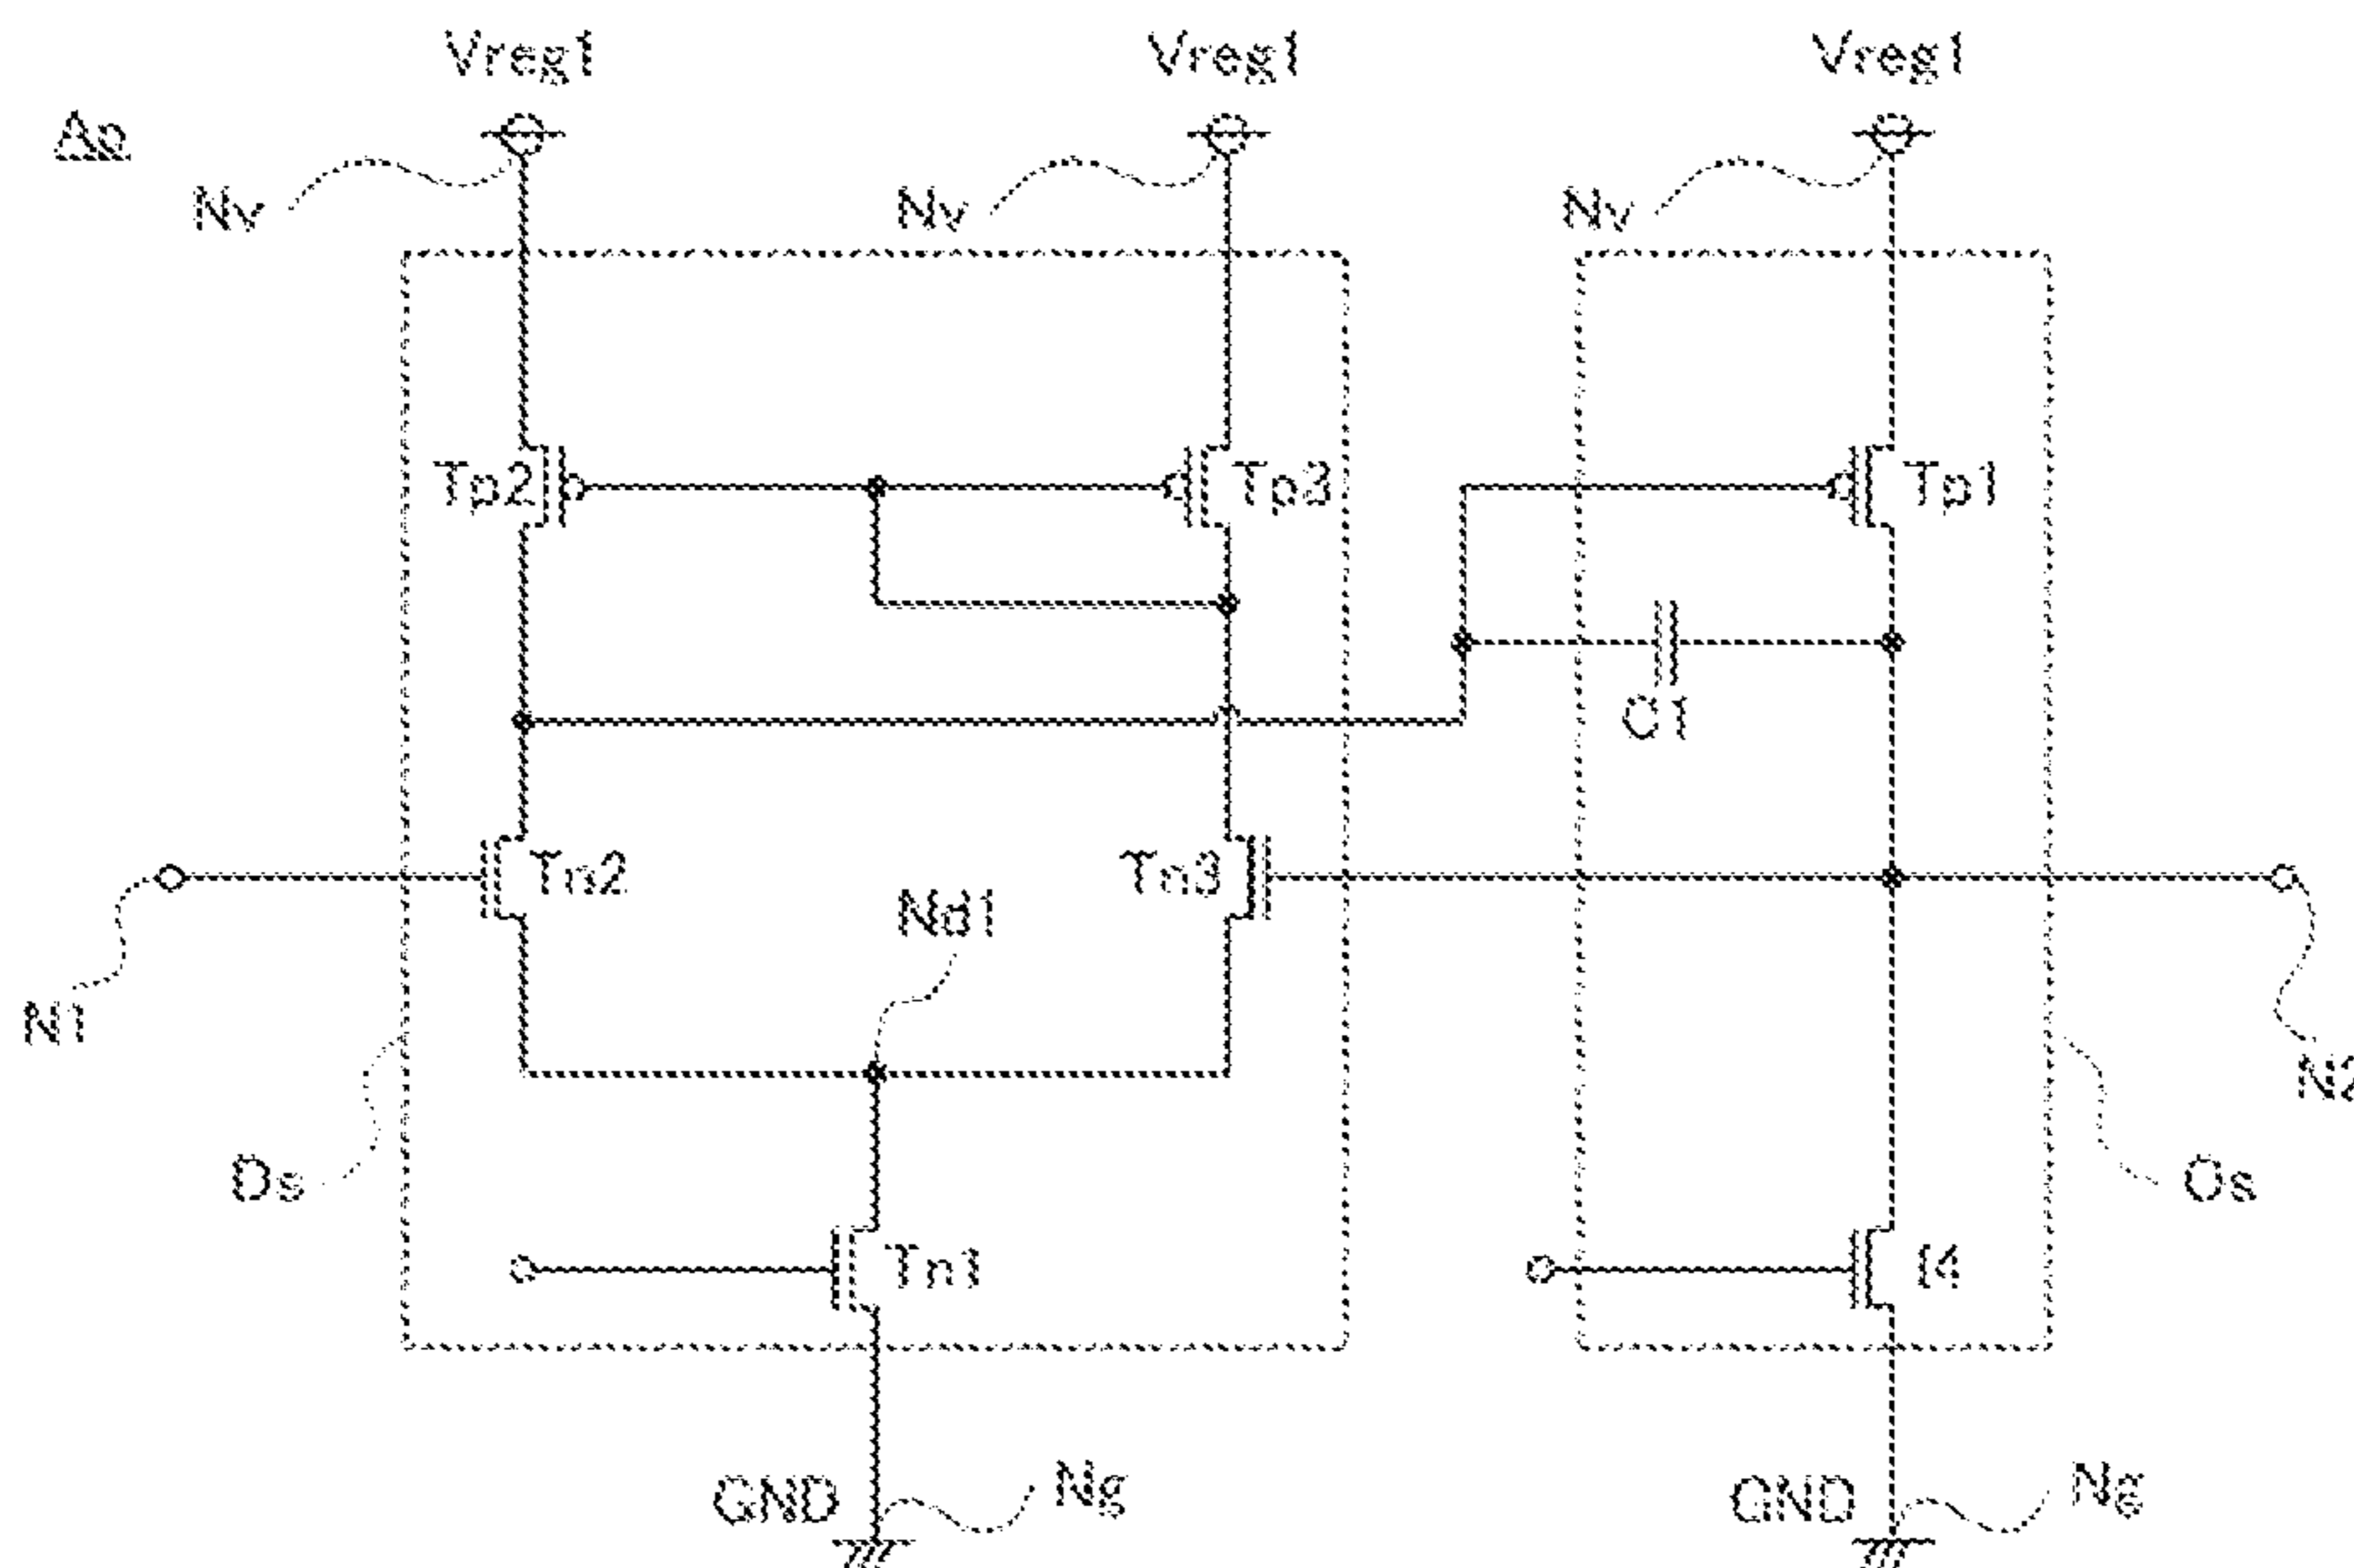 Vreg1 Vreg1 Vreg1
Ao
Nv Nv Nv
Tp2 Tp3 Tp1
C1
Tn2 Tn3
Nd1
N1
N2
Ds Os
Tn1 I4
GND Ng GND Ng